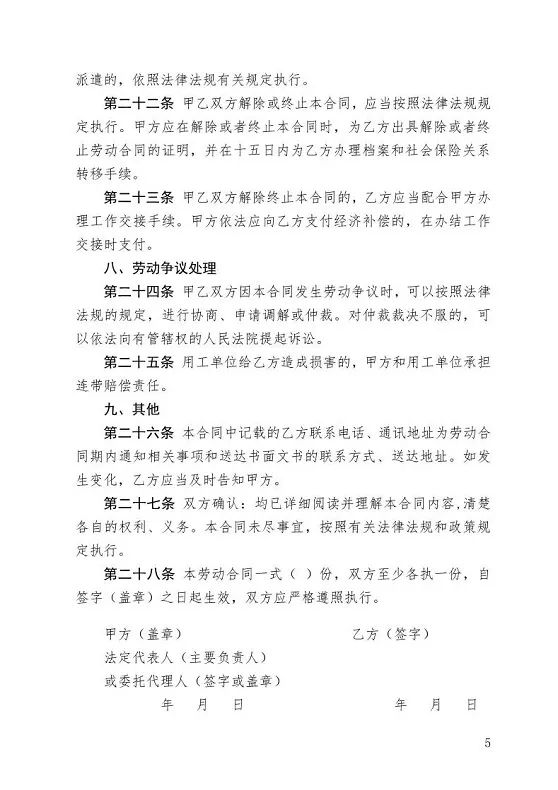 派遣的，依照法律法规有关规定执行。
第二十二条 甲乙双方解除或终止本合同，应当按照法律法规规
定执行。甲方应在解除或者终止本合同时，为乙方出具解除或者终
止劳动合同的证明，并在十五日内为乙方办理档案和社会保险关系
转移手续。
第二十三条 甲乙双方解除终止本合同的，乙方应当配合甲方办
理工作交接手续。甲方依法应向乙方支付经济补偿的，在办结工作
交接时支付。
八、劳动争议处理
第二十四条 甲乙双方因本合同发生劳动争议时，可以按照法律
法规的规定，进行协商、申请调解或仲裁。对仲裁裁决不服的，可
以依法向有管辖权的人民法院提起诉讼。
第二十五条 用工单位给乙方造成损害的，甲方和用工单位承担
连带赔偿责任。
九、其他
第二十六条 本合同中记载的乙方联系电话、通讯地址为劳动合
同期内通知相关事项和送达书面文书的联系方式、送达地址。如发
生变化，乙方应当及时告知甲方。
第二十七条 双方确认：均已详细阅读并理解本合同内容,清楚
各自的权利、义务。本合同未尽事宜，按照有关法律法规和政策规
定执行。
第二十八条 本劳动合同一式（ ）份，双方至少各执一份，自
签字（盖章）之日起生效，双方应严格遵照执行。
甲方（盖章） 乙方（签字）
法定代表人（主要负责人）
或委托代理人（签字或盖章）
年 月 日 年 月 日
5